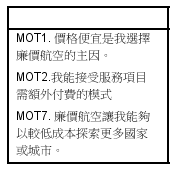 MOT1. 價格便宜是我選擇
廉價航空的主因。
MOT2.我能接受服務項目
需額外付費的模式
MOT7. 廉價航空讓我能夠
以較低成本探索更多國家
或城市。